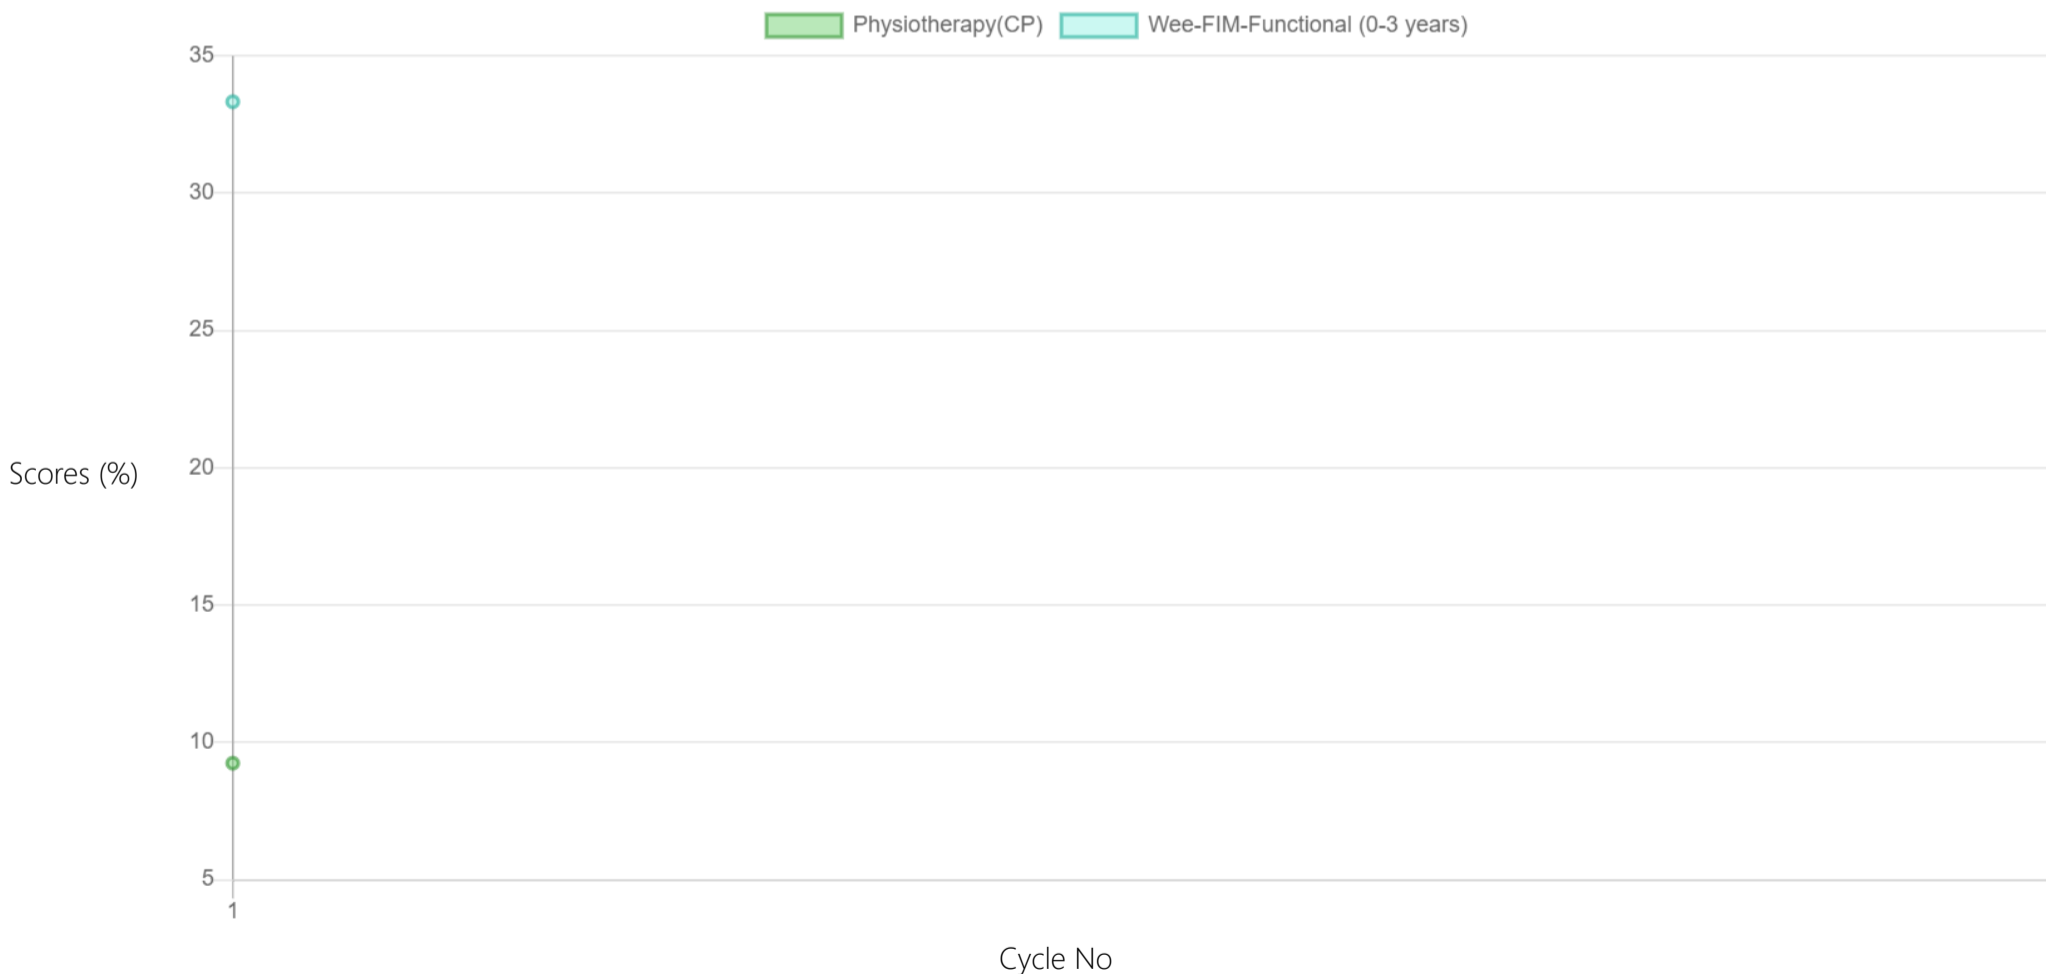 Physiotherapy(CP) Wee-FIM-Functional (0-3 years)
35
30
25
20
Scores (%)
15
10
5
1
Cycle No